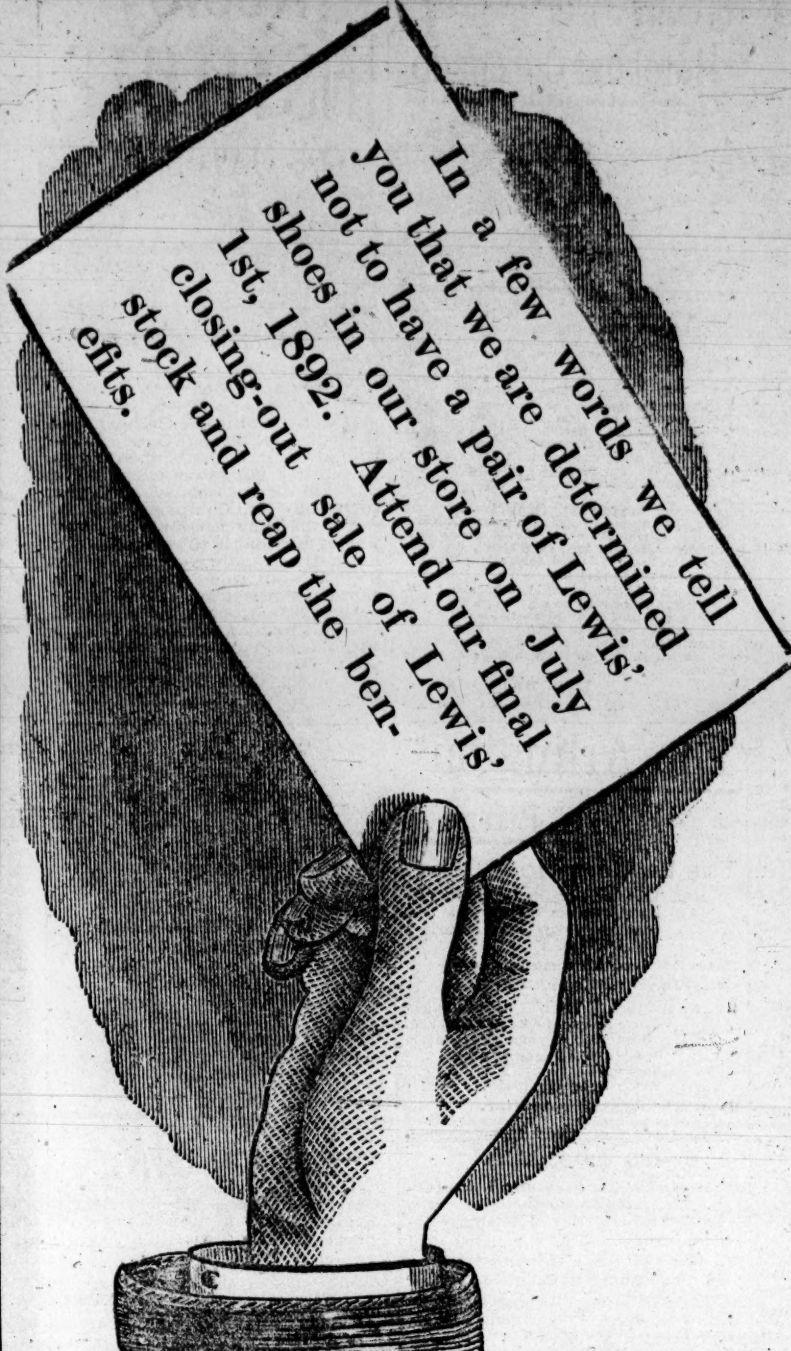 In a few words we tell
you that we are determined
not to have a pair of Lewis'
shoes in our store on July
1st, 1892. Attend our final
closing-out sale of Lewis'
stock and reap the ben-
efits.